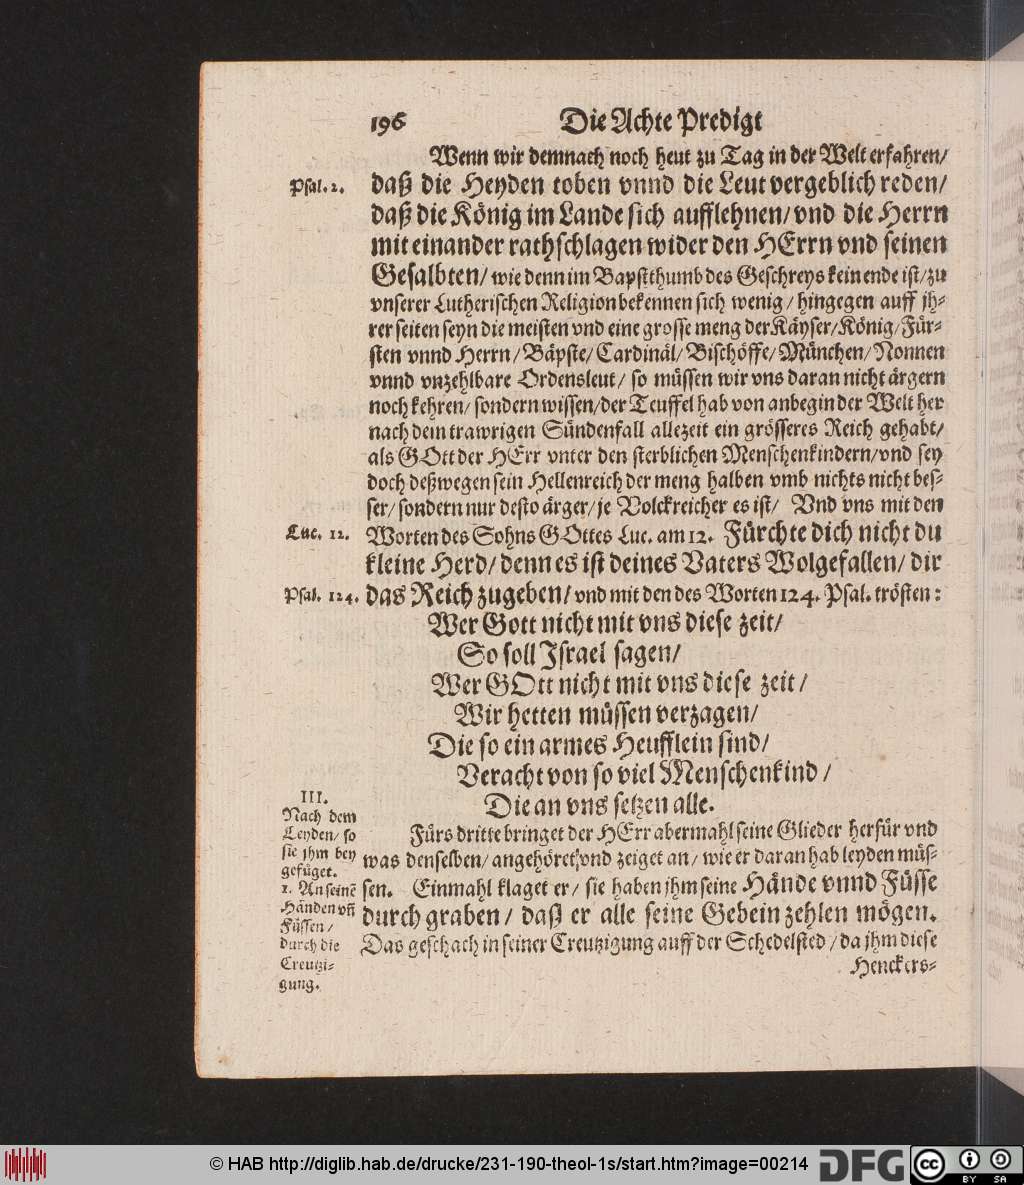 196 Die Achte Predigt
Wenn wir demnach noch heut zu Tag in der Welt erfahren/
Psal. 2.
daß die Heyden toben vnnd die Leut vergeblich reden/
daß die König im Lande sich aufflehnen/ vnd die Herrn
mit einander rathschlagen wider den HErrn vnd seinen
Gesalbten/ wie denn im Bapstthumb des Geschreys kein ende ist/ zu
vnserer Lutherischen Religion bekennen sich wenig/ hingegen auff jh-
rer seiten seyn die meisten vnd eine grosse meng der Käyser/ König/ Für-
sten vnnd Herrn/ Bäpste/ Cardinäl/ Bischöffe/ München/ Nonnen
vnnd vnzehlbare Ordensleut/ so müssen wir vns daran nicht ärgern
noch kehren/ sondern wissen/ der Teuffel hab von anbegin der Welt her
nach dem trawrigen Sündenfall allezeit ein grösseres Reich gehabt/
als GOtt der HErr vnter den sterblichen Menschenkindern/ vnd sey
doch deßwegen sein Hellenreich der meng halben vmb nichts nicht bes-
ser/ sondern nur desto ärger/ je Volckreicher es ist/ Vnd vns mit den
Luc. 12.
Worten des Sohns GOttes Luc. am 12. Fürchte dich nicht du
kleine Herd/ denn es ist deines Vaters Wolgefallen/ dir
Psal. 124.
das Reich zugeben/ vnd mit den des Worten 124. Psal. trösten:
Wer Gott nicht mit vns diese zeit/
So soll Israel sagen/
Wer GOtt nicht mit vns diese zeit/
Wir hetten müssen verzagen/
Die so ein armes Heufflein sind/
Veracht von so viel Menschenkind/
Die an vns setzen alle.
III.
Nach dem
Leyden/ so
sie jhm bey
gefüget.
1. An seinē
Händen vñ
Füssen/
durch die
Creutzi-
gung.
Fürs dritte bringet der HErr abermahl seine Glieder herfür vnd
was denselben/ angehöret/ vnd zeiget an/ wie er daran hab leyden müs-
sen. Einmahl klaget er/ sie haben jhm seine Hände vnnd Füsse
durch graben/ daß er alle seine Gebein zehlen mögen.
Das geschach in seiner Creutzigung auff der Schedelsted/ da jhm diese
Henckers-
© HAB http://diglib.hab.de/drucke/231-190-theol-1s/start.htm?image=00214
DFG
cc BY SA